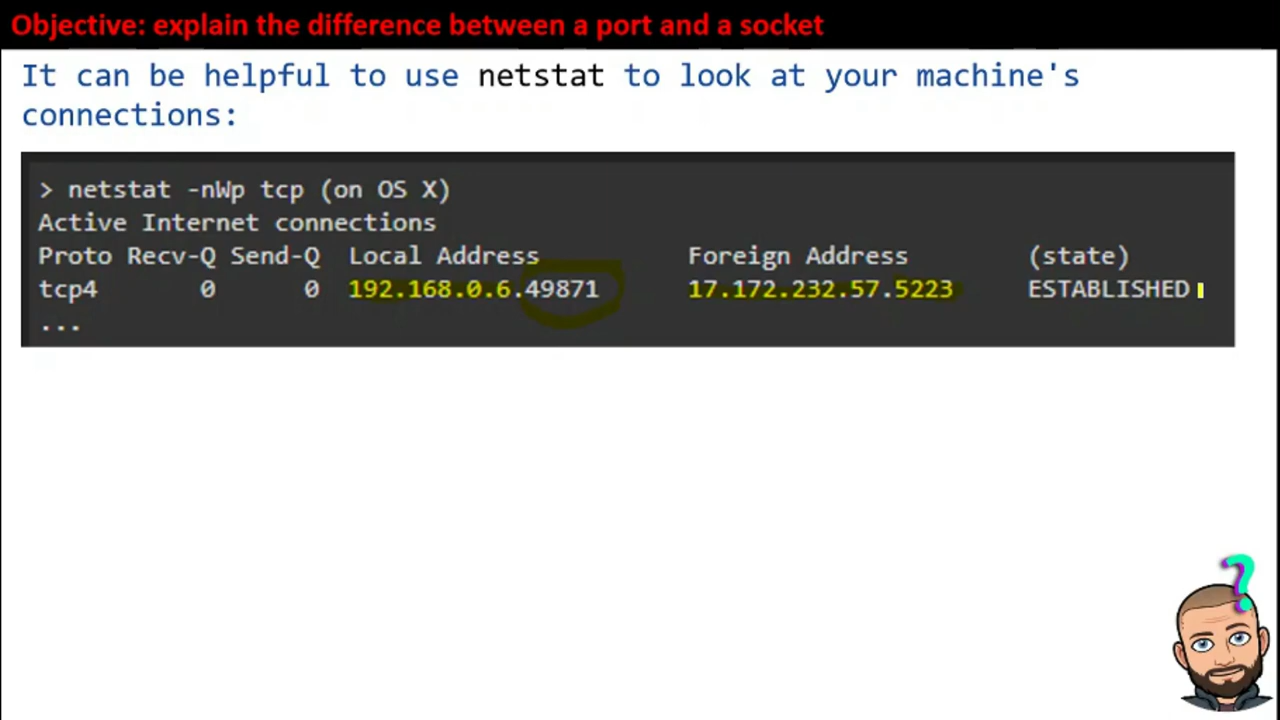 Objective: explain the difference between a port and a socket
It can be helpful to use netstat to look at your machine's
connections:
> netstat -nWp tcp (on OS X)
Active Internet connections
Proto Recv-Q Send-Q Local Address Foreign Address (state)
tcp4 0 0 192.168.0.6.49871 17.172.232.57.5223 ESTABLISHED
...
?